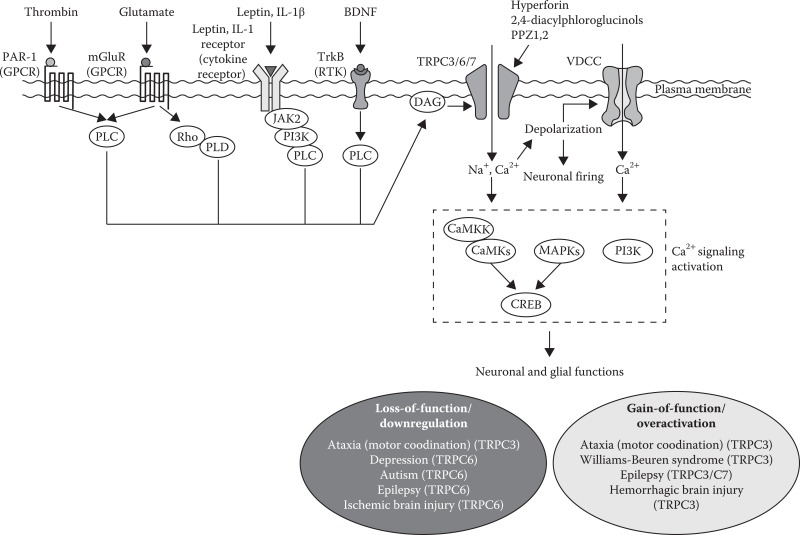 Thrombin
Glutamate
Leptin, IL-1β
BDNF
Hyperforin
2,4-diacylphloroglucinols
PPZ1,2
PAR-1
(GPCR)
mGluR
(GPCR)
Leptin, IL-1
receptor
(cytokine
receptor)
TrkB
(RTK)
TRPC3/6/7
VDCC
Plasma membrane
DAG
JAK2
PI3K
PLC
PLC
Rho
PLD
PLC
Depolarization
Neuronal firing
Na+, Ca2+
Ca2+
CaMKK
CaMKs
MAPKs
PI3K
CREB
Ca2+ signaling
activation
Neuronal and glial functions
Loss-of-function/
downregulation
Ataxia (motor coodination) (TRPC3)
Depression (TRPC6)
Autism (TRPC6)
Epilepsy (TRPC6)
Ischemic brain injury (TRPC6)
Gain-of-function/
overactivation
Ataxia (motor coodination) (TRPC3)
Williams-Beuren syndrome (TRPC3)
Epilepsy (TRPC3/C7)
Hemorrhagic brain injury
(TRPC3)